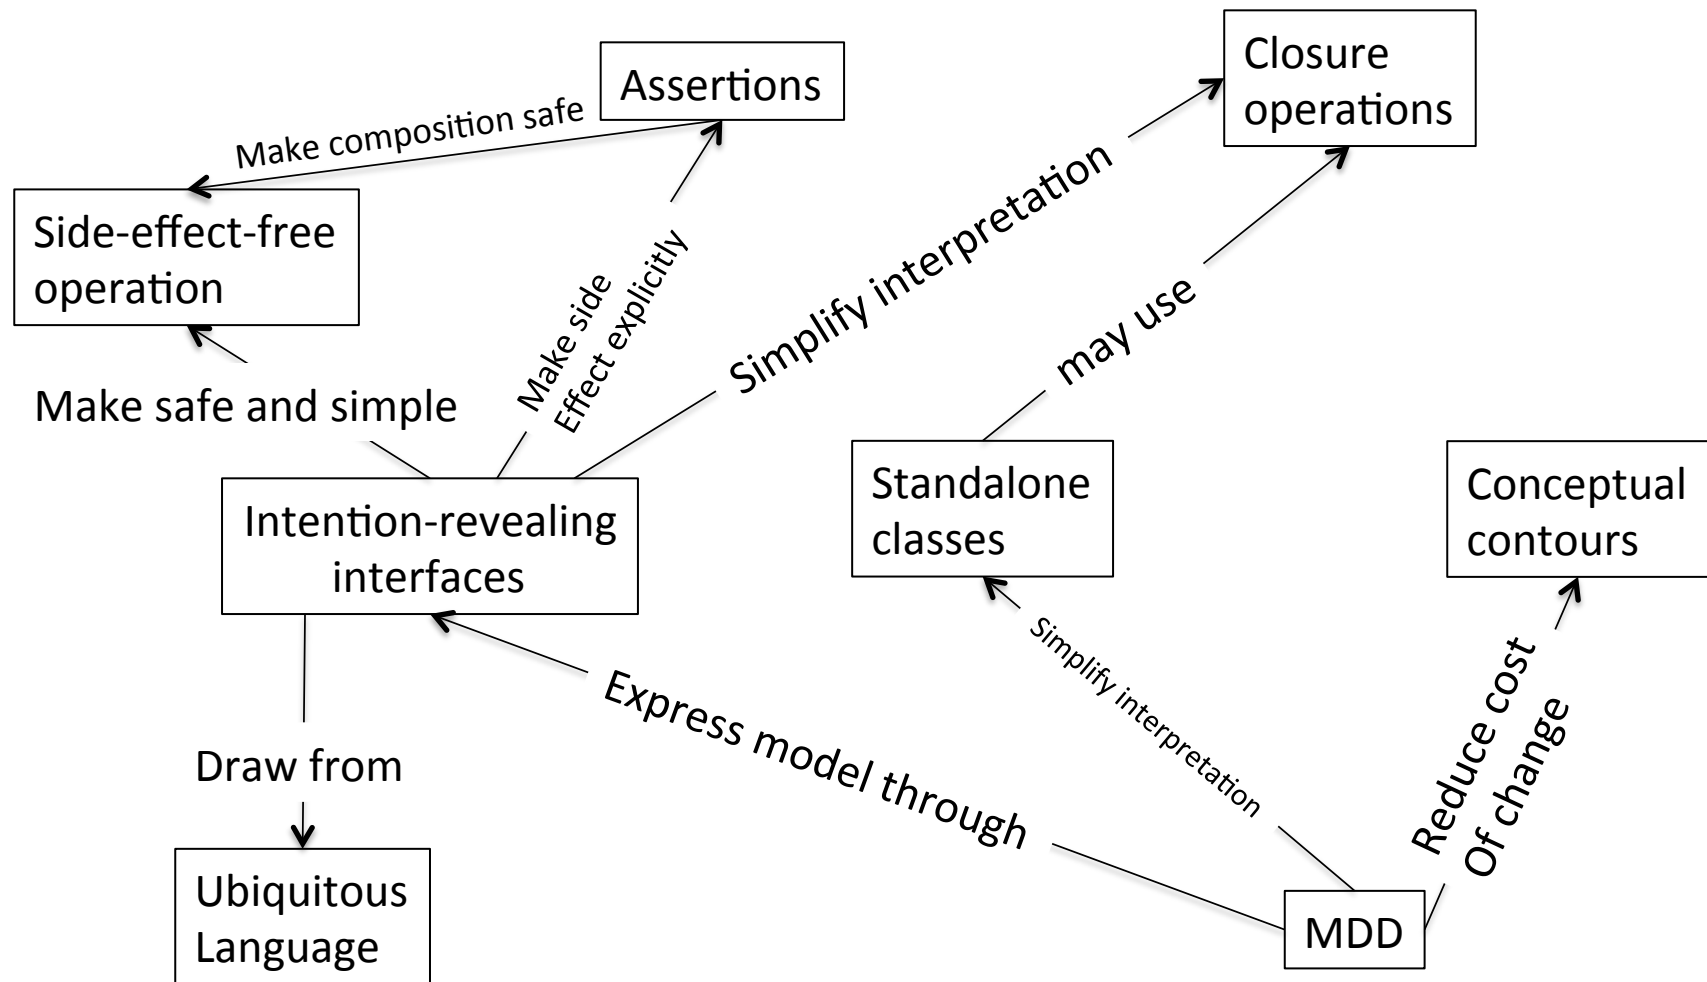 Closure
operations
Assertions
Make composition safe
Side-effect-free
operation
Make side
Effect explicitly
Simplify interpretation
may use
Make safe and simple
Intention-revealing
interfaces
Standalone
classes
Conceptual
contours
Express model through
Simplify interpretation
Reduce cost
Of change
Draw from
Ubiquitous
Language
MDD